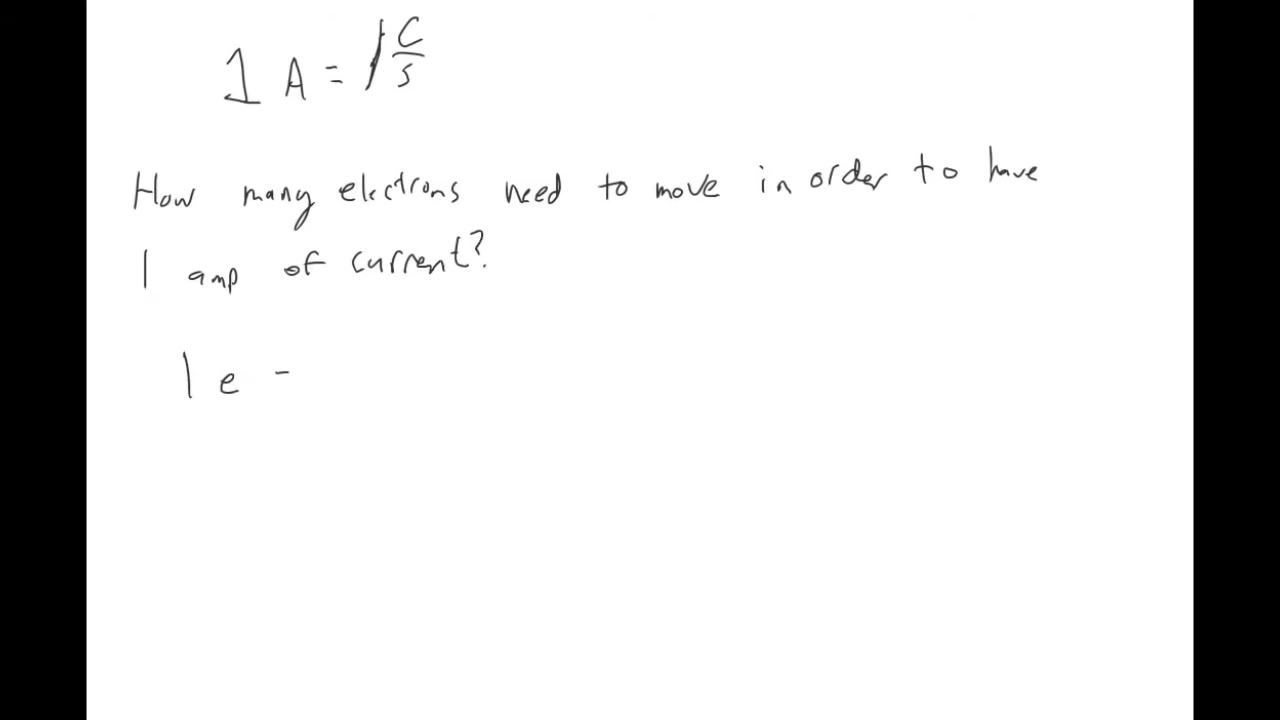 1 A = 1 C/s
How many electrons need to move in order to have
1 amp of current?
1 e -